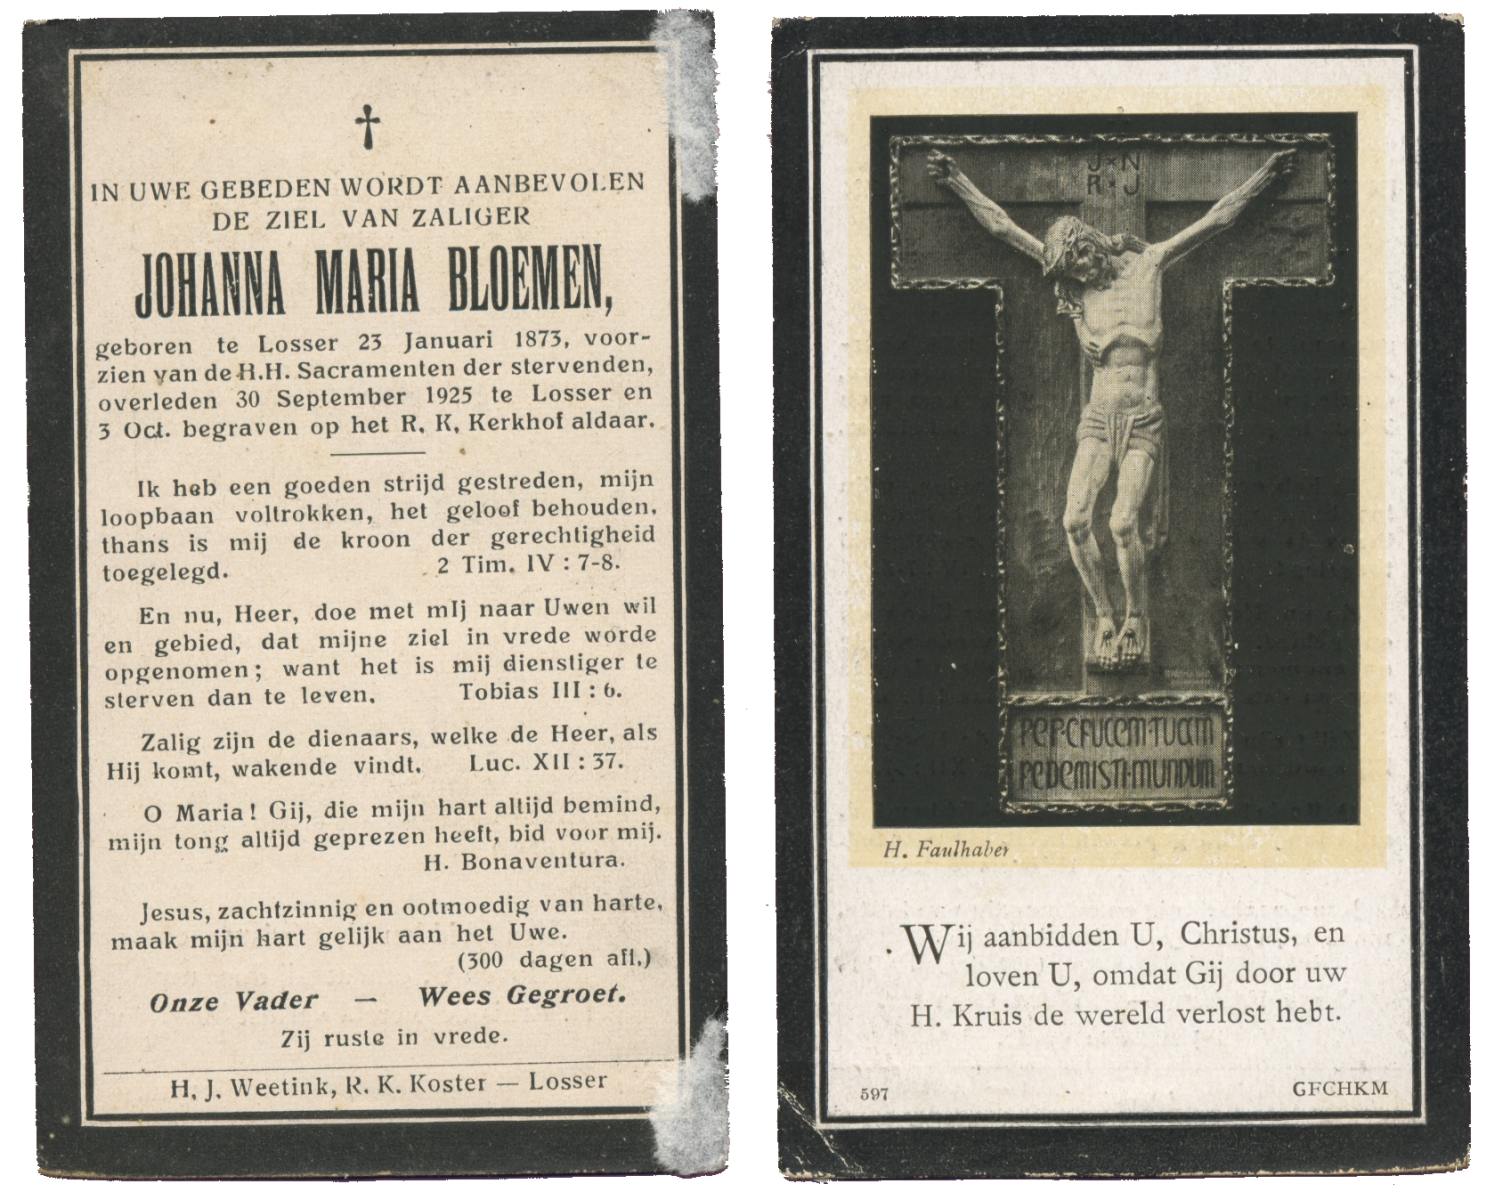 IN UWE GEBEDEN WORDT AANBEVOLEN
DE ZIEL VAN ZALIGER
JOHANNA MARIA BLOEMEN,
geboren te Losser 23 Januari 1873, voor-
zien van de H.H. Sacramenten der stervenden,
overleden 30 September 1925 te Losser en
3 Oct. begraven op het R. K. Kerkhof aldaar.
Ik heb een goeden strijd gestreden, mijn
loopbaan voltrokken, het geloof behouden,
thans is mij de kroon der gerechtigheid
toegelegd. 2 Tim. IV : 7-8.
En nu, Heer, doe met mIj naar Uwen wil
en gebied, dat mijne ziel in vrede worde
opgenomen; want het is mij dienstiger te
sterven dan te leven. Tobias III : 6.
Zalig zijn de dienaars, welke de Heer, als
Hij komt, wakende vindt. Luc. XII : 37.
O Maria! Gij, die mijn hart altijd bemind,
mijn tong altijd geprezen heeft, bid voor mij.
H. Bonaventura.
Jesus, zachtzinnig en ootmoedig van harte,
maak mijn hart gelijk aan het Uwe.
(300 dagen afl.)
Onze Vader — Wees Gegroet.
Zij ruste in vrede.
H. J. Weetink, R. K. Koster — Losser
J N
R J
PER·CRUCEM·TUAM
REDEMISTI·MUNDUM
H. Faulhaber
Wij aanbidden U, Christus, en
loven U, omdat Gij door uw
H. Kruis de wereld verlost hebt.
597 GFCHKM